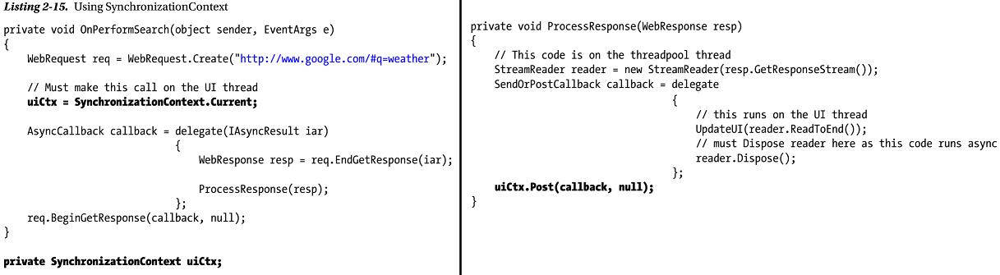 Listing 2-15. Using SynchronizationContext
private void OnPerformSearch(object sender, EventArgs e)
{
    WebRequest req = WebRequest.Create("http://www.google.com/#q=weather");

    // Must make this call on the UI thread
    uiCtx = SynchronizationContext.Current;

    AsyncCallback callback = delegate(IAsyncResult iar)
                             {
                                 WebResponse resp = req.EndGetResponse(iar);

                                 ProcessResponse(resp);
                             };
    req.BeginGetResponse(callback, null);
}

private SynchronizationContext uiCtx;
private void ProcessResponse(WebResponse resp)
{
    // This code is on the threadpool thread
    StreamReader reader = new StreamReader(resp.GetResponseStream());
    SendOrPostCallback callback = delegate
                                  {
                                      // this runs on the UI thread
                                      UpdateUI(reader.ReadToEnd());
                                      // must Dispose reader here as this code runs async
                                      reader.Dispose();
                                  };
    uiCtx.Post(callback, null);
}